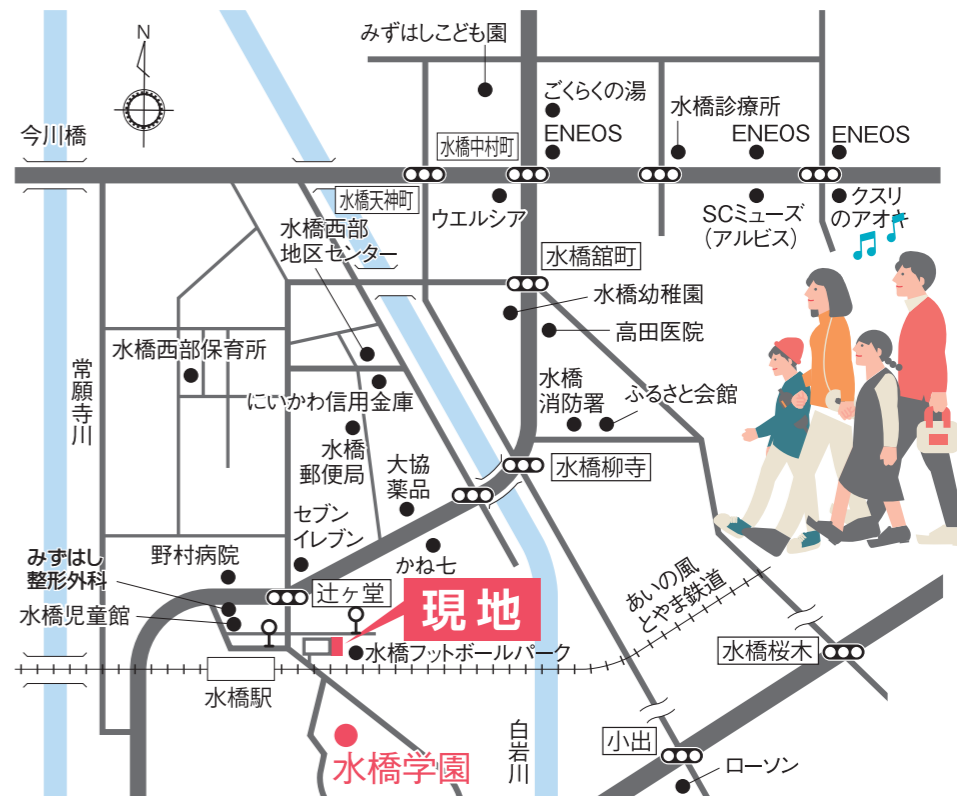 みずはしこども園
N
ごくらくの湯
水橋診療所
今川橋
水橋中村町
ENEOS
ENEOS
ENEOS
水橋天神町
ウエルシア
SCミューズ
(アルビス)
クスリ
のアオキ
水橋西部
地区センター
水橋舘町
水橋幼稚園
高田医院
水橋西部保育所
常願寺川
にいかわ信用金庫
水橋
消防署
ふるさと会館
水橋
郵便局
大協
薬品
水橋柳寺
セブン
イレブン
野村病院
かね七
みずはし
整形外科
辻ヶ堂
現地
あいの風
とやま鉄道
水橋児童館
水橋フットボールパーク
水橋桜木
水橋駅
白岩川
小出
水橋学園
ローソン